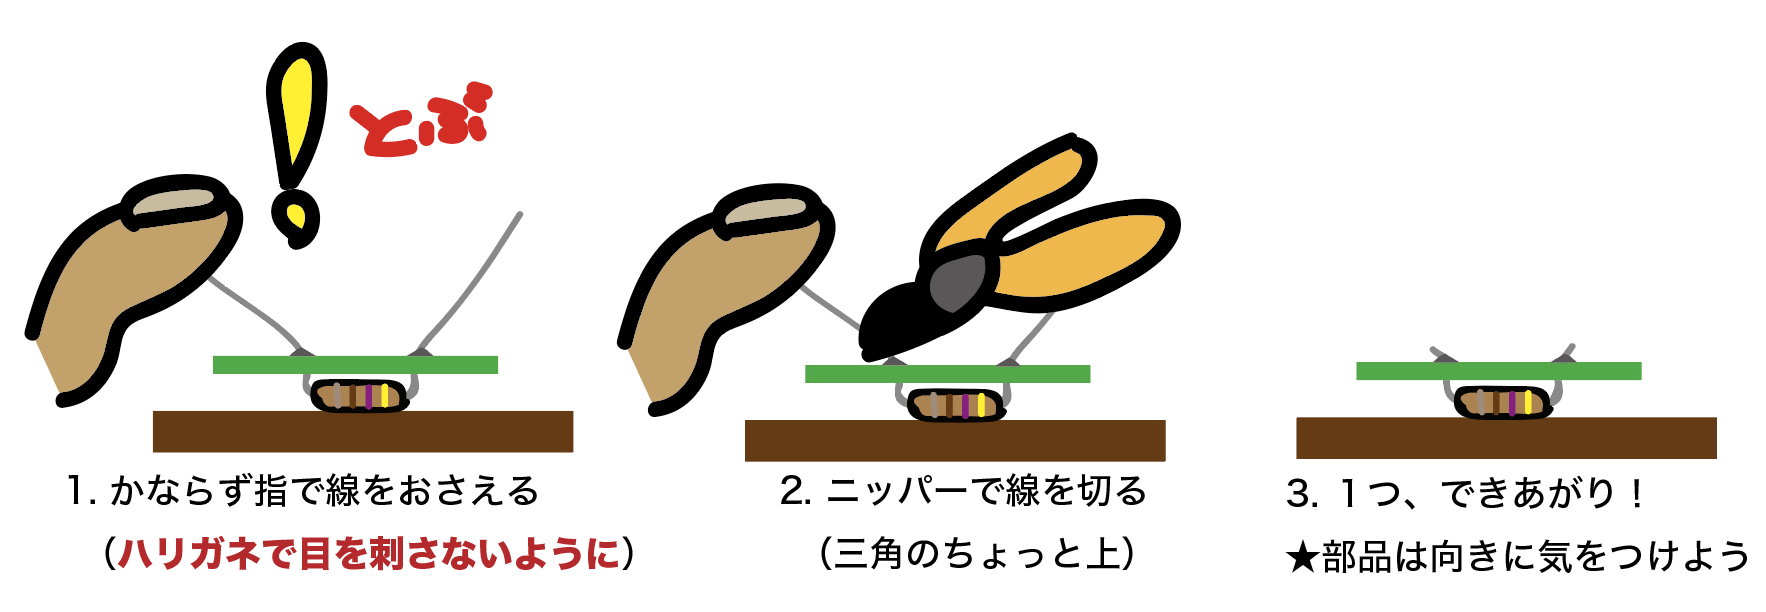 とぶ
1. かならず指で線をおさえる
（ハリガネで目を刺さないように）
2. ニッパーで線を切る
（三角のちょっと上）
3. １つ、できあがり！
★部品は向きに気をつけよう